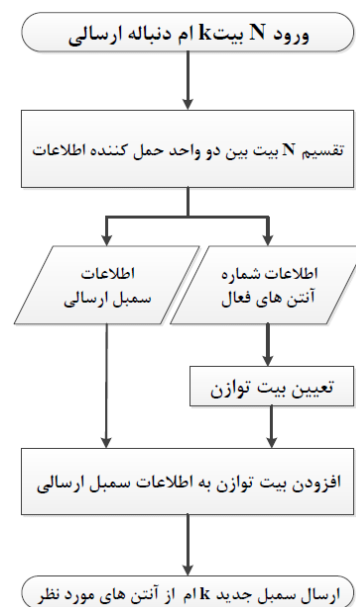 ورود N بیت k ام دنباله ارسالی
تقسیم N بیت بین دو واحد حمل کننده اطلاعات
اطلاعات شماره
آنتن های فعال
اطلاعات
سمبل ارسالی
تعیین بیت توازن
افزودن بیت توازن به اطلاعات سمبل ارسالی
ارسال سمبل جدید k ام از آنتن های مورد نظر